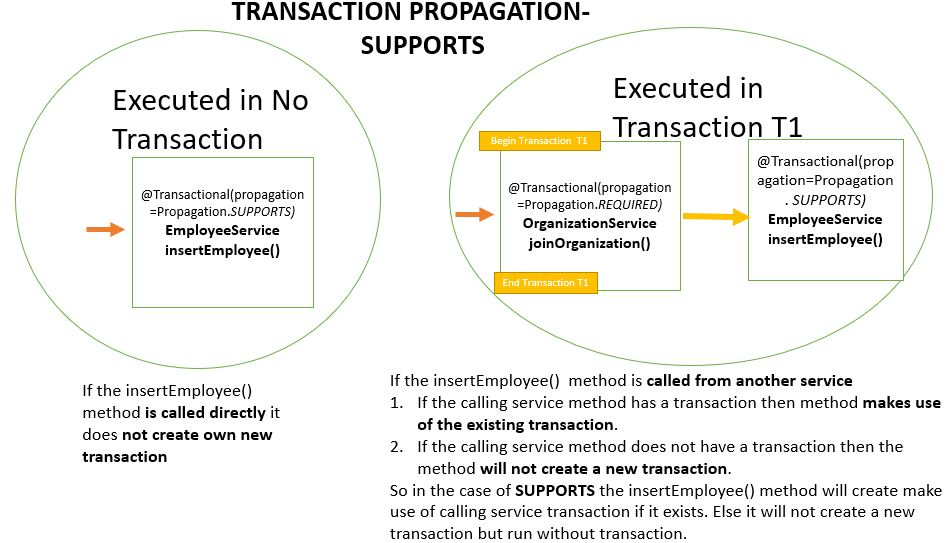 TRANSACTION PROPAGATION-
SUPPORTS
Executed in No
Transaction
@Transactional(propagation
=Propagation.SUPPORTS)
EmployeeService
insertEmployee()
Executed in
Transaction T1
Begin Transaction T1
@Transactional(propagation
=Propagation.REQUIRED)
OrganizationService
joinOrganization()
End Transaction T1
@Transactional(prop
agation=Propagation
. SUPPORTS)
EmployeeService
insertEmployee()
If the insertEmployee()
method is called directly it
does not create own new
transaction
If the insertEmployee() method is called from another service
1. If the calling service method has a transaction then method makes use
of the existing transaction.
2. If the calling service method does not have a transaction then the
method will not create a new transaction.
So in the case of SUPPORTS the insertEmployee() method will create make
use of calling service transaction if it exists. Else it will not create a new
transaction but run without transaction.